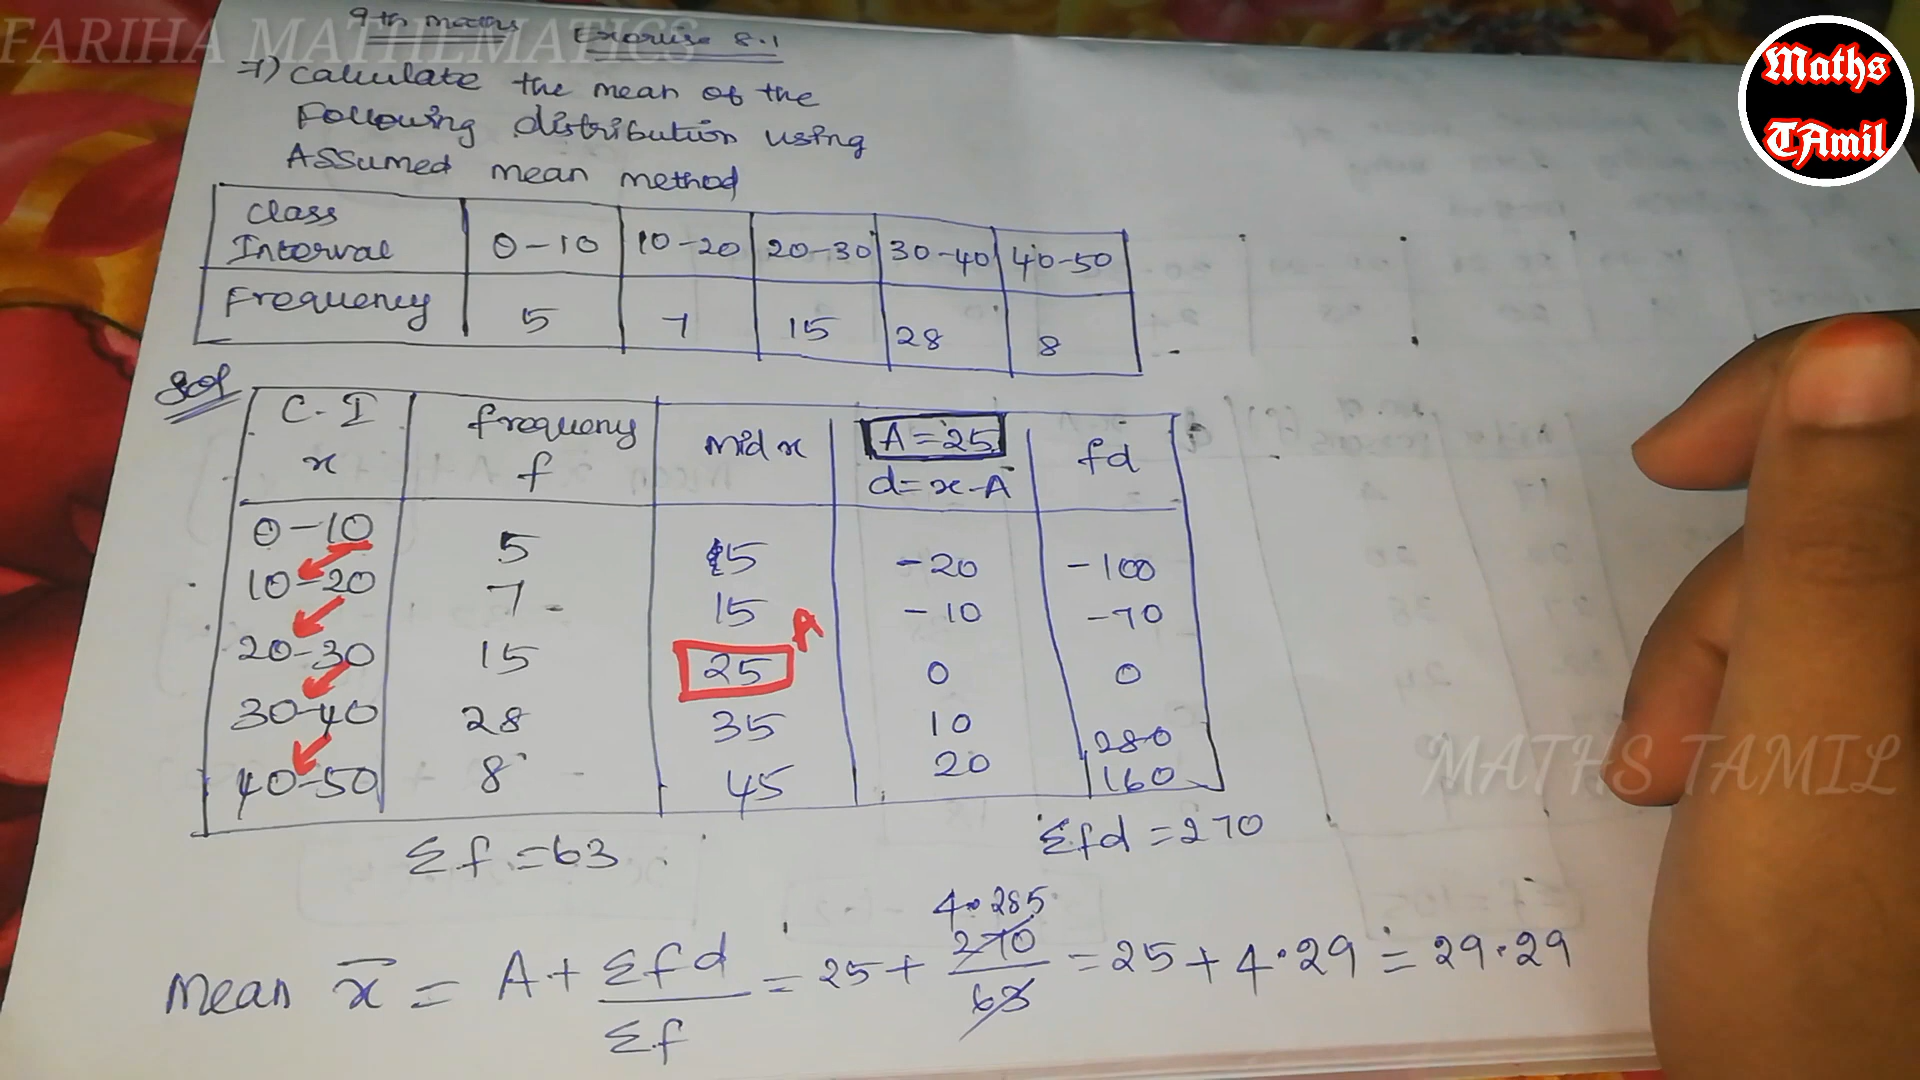 FARIHA MATHEMATICS
9th maths Exercise 8.1
7) Calculate the mean of the
Following distribution using
Assumed mean method
Class Interval 0-10 10-20 20-30 30-40 40-50
Frequency 5 7 15 28 8
Sol
C-I x frequeny f Mid x A=25 d=x-A fd
0-10 5 5 -20 -100
10-20 7 15 -10 -70
20-30 15 25 A 0 0
30-40 28 35 10 280
40-50 8 45 20 160
Σf=63 Σfd=270
Mean x̄ = A + Σfd/Σf = 25 + 270/63 = 25 + 4.29 = 29.29
4.285
Maths
TAmil
MATHS TAMIL